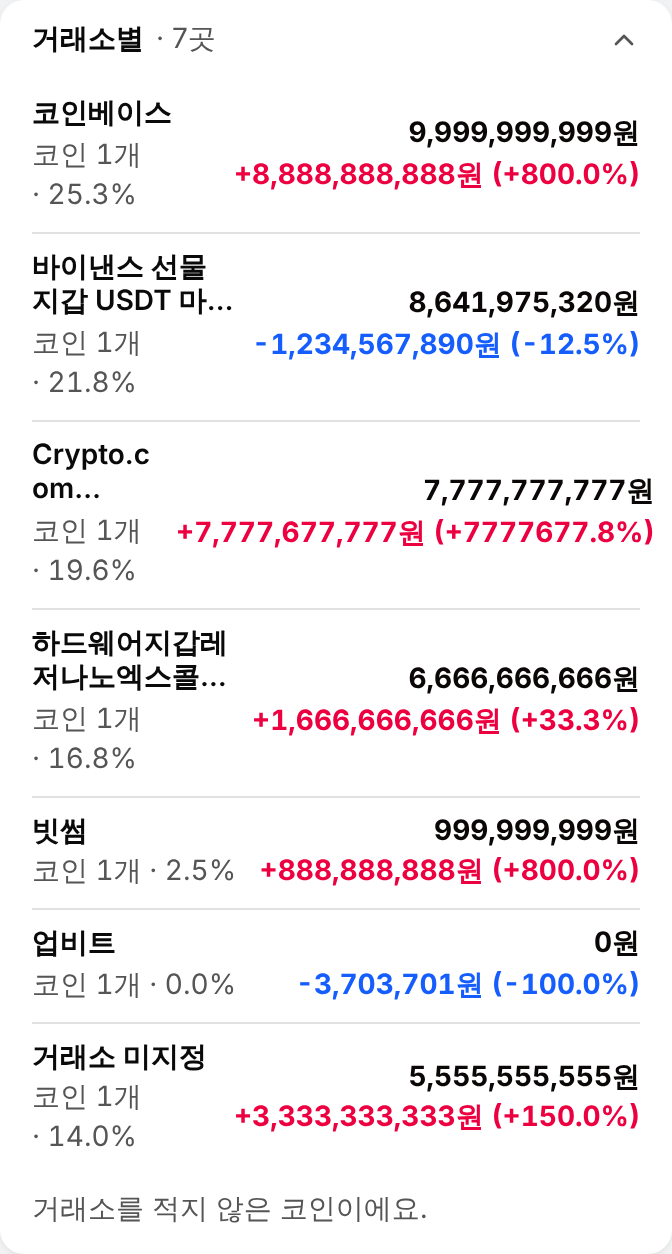 거래소별 · 7곳
코인베이스
9,999,999,999원
코인 1개
· 25.3%
+8,888,888,888원 (+800.0%)
바이낸스 선물
지갑 USDT 마...
8,641,975,320원
코인 1개
· 21.8%
-1,234,567,890원 (-12.5%)
Crypto.c
om...
7,777,777,777원
코인 1개
· 19.6%
+7,777,677,777원 (+7777677.8%)
하드웨어지갑레
저나노엑스콜...
6,666,666,666원
코인 1개
· 16.8%
+1,666,666,666원 (+33.3%)
빗썸
999,999,999원
코인 1개 · 2.5%
+888,888,888원 (+800.0%)
업비트
0원
코인 1개 · 0.0%
-3,703,701원 (-100.0%)
거래소 미지정
5,555,555,555원
코인 1개
· 14.0%
+3,333,333,333원 (+150.0%)
거래소를 적지 않은 코인이에요.